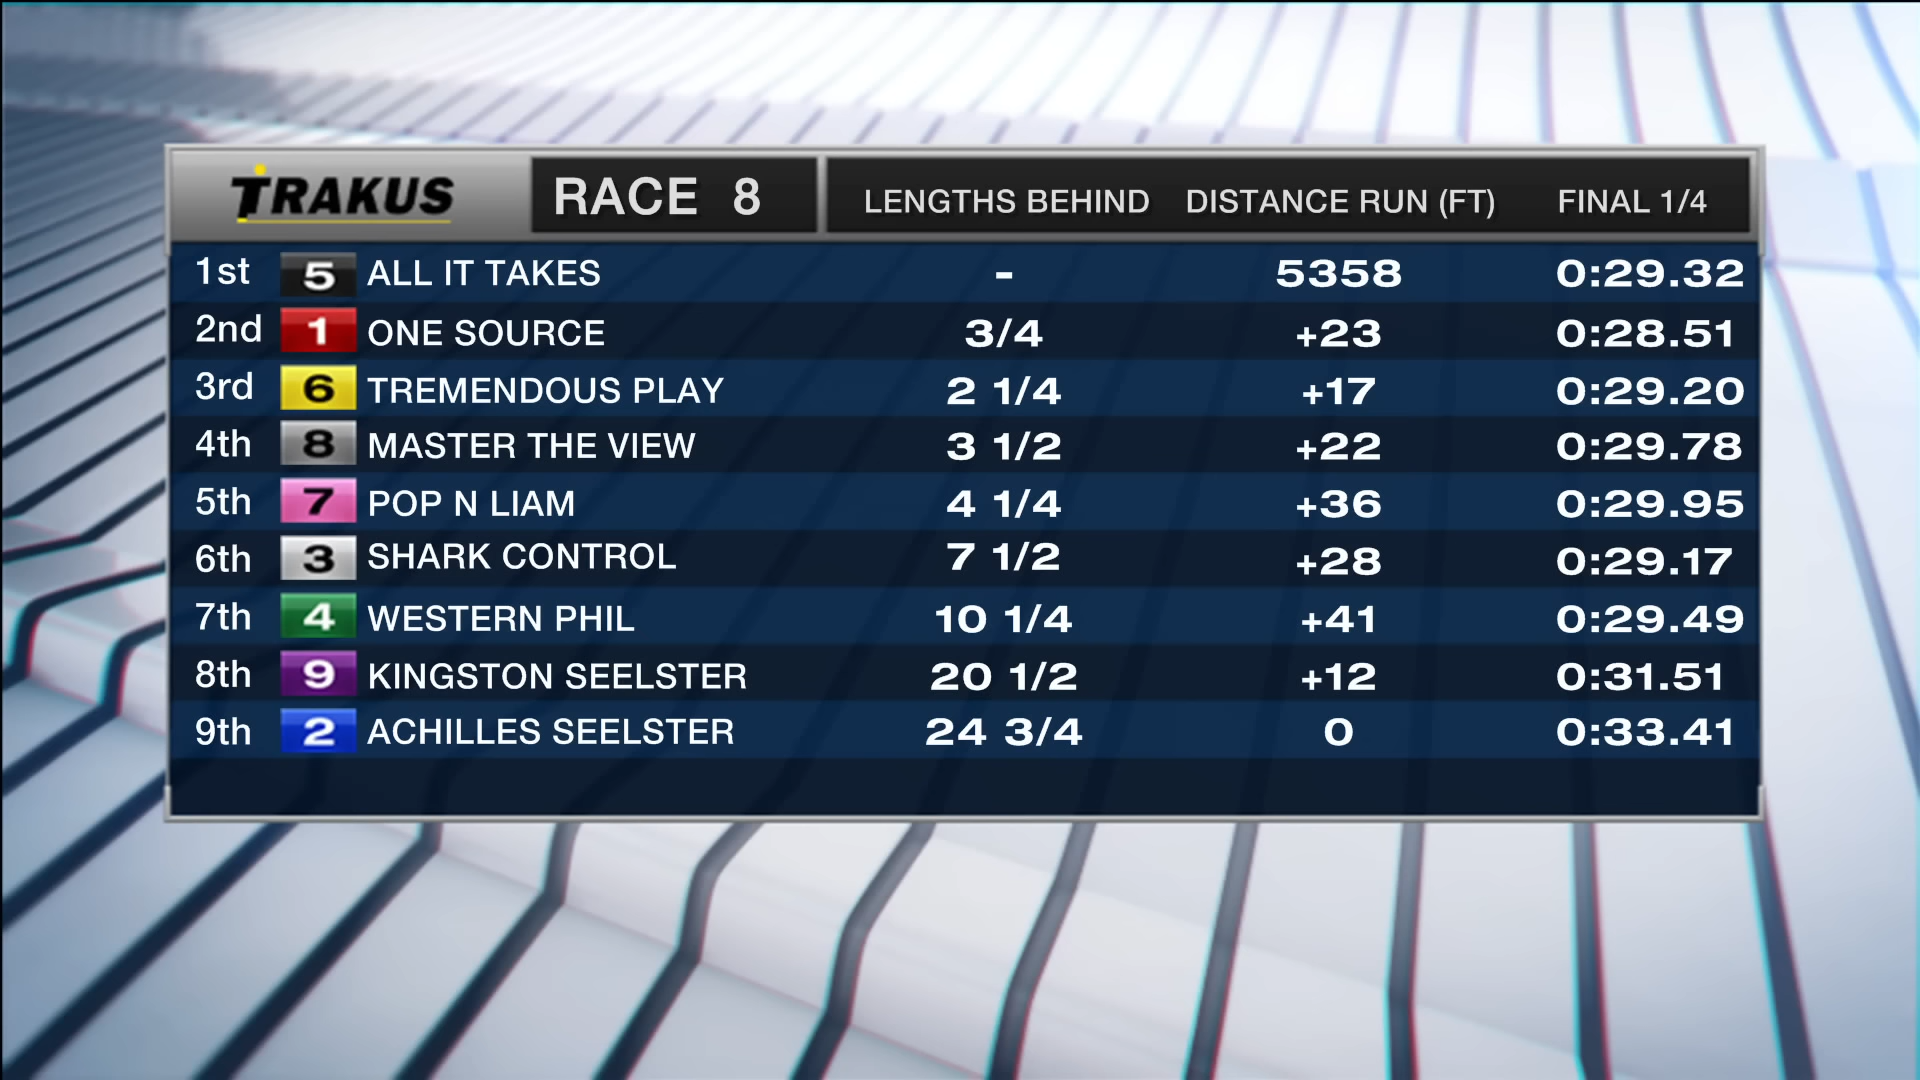 TRAKUS RACE 8 LENGTHS BEHIND DISTANCE RUN (FT) FINAL 1/4
1st 5 ALL IT TAKES - 5358 0:29.32
2nd 1 ONE SOURCE 3/4 +23 0:28.51
3rd 6 TREMENDOUS PLAY 2 1/4 +17 0:29.20
4th 8 MASTER THE VIEW 3 1/2 +22 0:29.78
5th 7 POP N LIAM 4 1/4 +36 0:29.95
6th 3 SHARK CONTROL 7 1/2 +28 0:29.17
7th 4 WESTERN PHIL 10 1/4 +41 0:29.49
8th 9 KINGSTON SEELSTER 20 1/2 +12 0:31.51
9th 2 ACHILLES SEELSTER 24 3/4 0 0:33.41